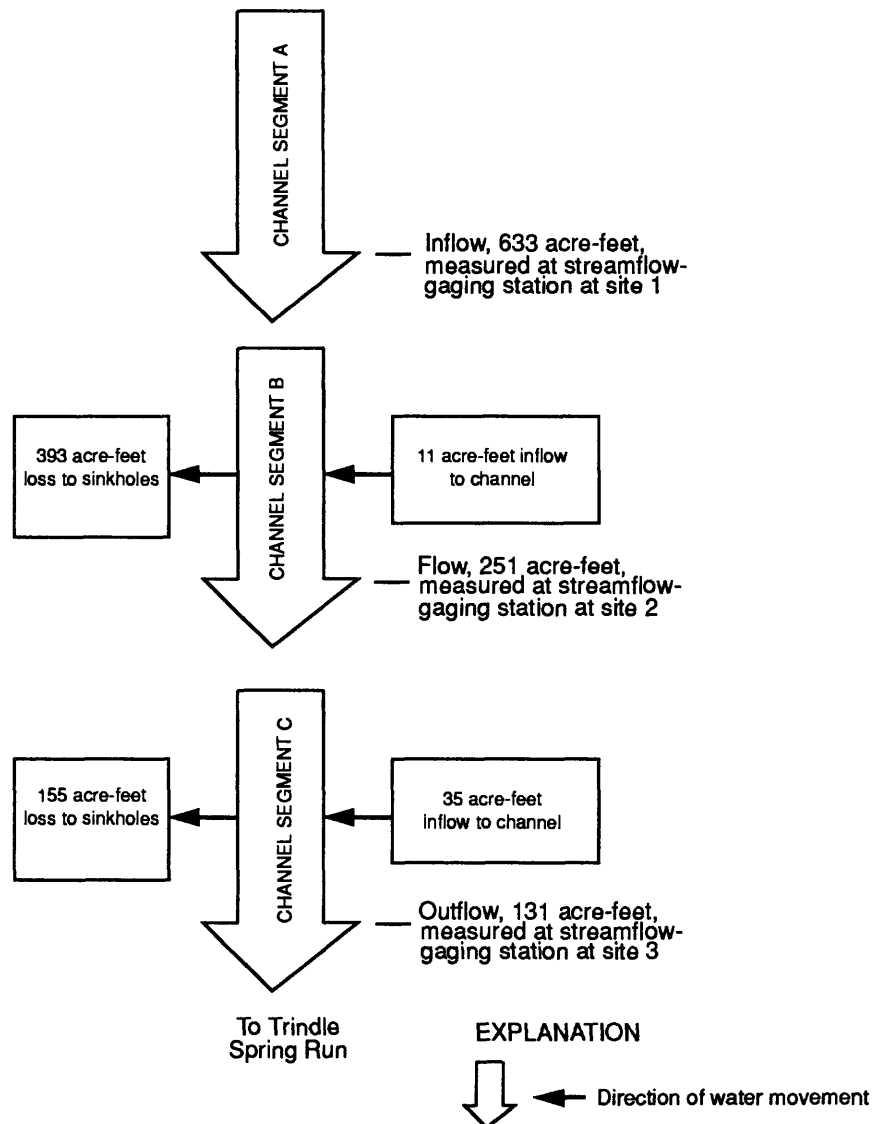 CHANNEL SEGMENT A
Inflow, 633 acre-feet,
measured at streamflow-
gaging station at site 1
CHANNEL SEGMENT B
393 acre-feet
loss to sinkholes
11 acre-feet inflow
to channel
Flow, 251 acre-feet,
measured at streamflow-
gaging station at site 2
CHANNEL SEGMENT C
155 acre-feet
loss to sinkholes
35 acre-feet
inflow to channel
Outflow, 131 acre-feet,
measured at streamflow-
gaging station at site 3
To Trindle
Spring Run
EXPLANATION
Direction of water movement